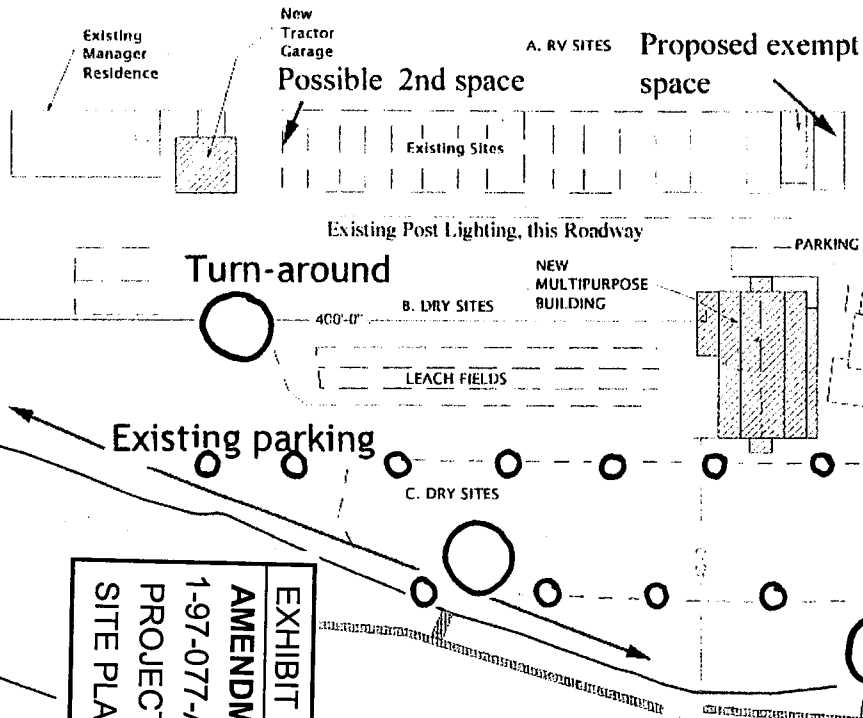 Existing
Manager
Residence
New
Tractor
Garage
A. RV SITES
Proposed exempt
space
Possible 2nd space
Existing Sites
Existing Post Lighting, this Roadway
PARKING
Turn-around
NEW
MULTIPURPOSE
BUILDING
400'-0"
B. DRY SITES
LEACH FIELDS
Existing parking
C. DRY SITES
EXHIBIT
AMENDM
1-97-077-A
PROJECT
SITE PLA